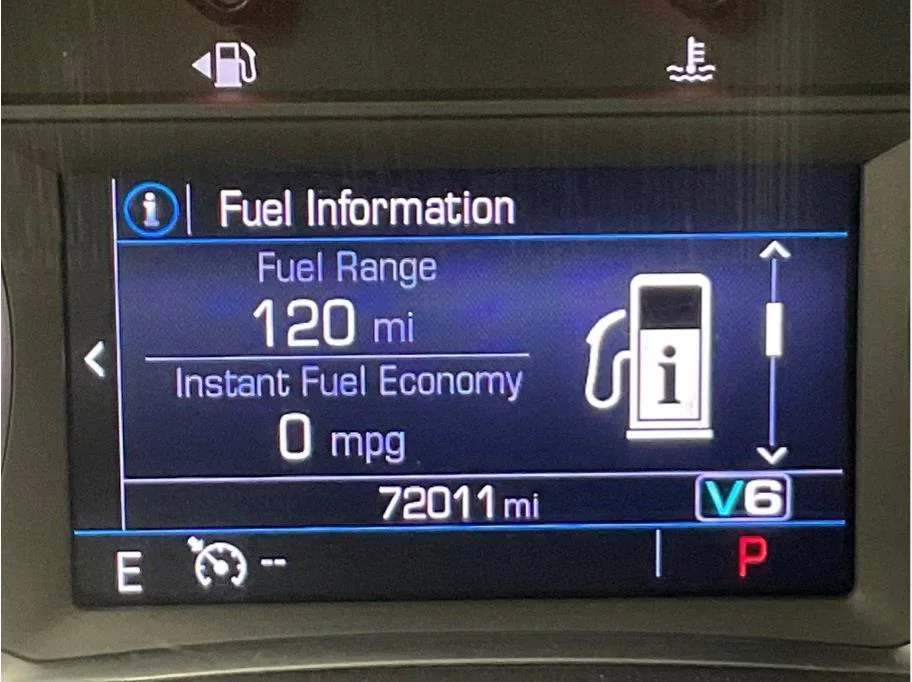 Fuel Information
Fuel Range
120 mi
Instant Fuel Economy
0 mpg
72011 mi
V6
E
--
P